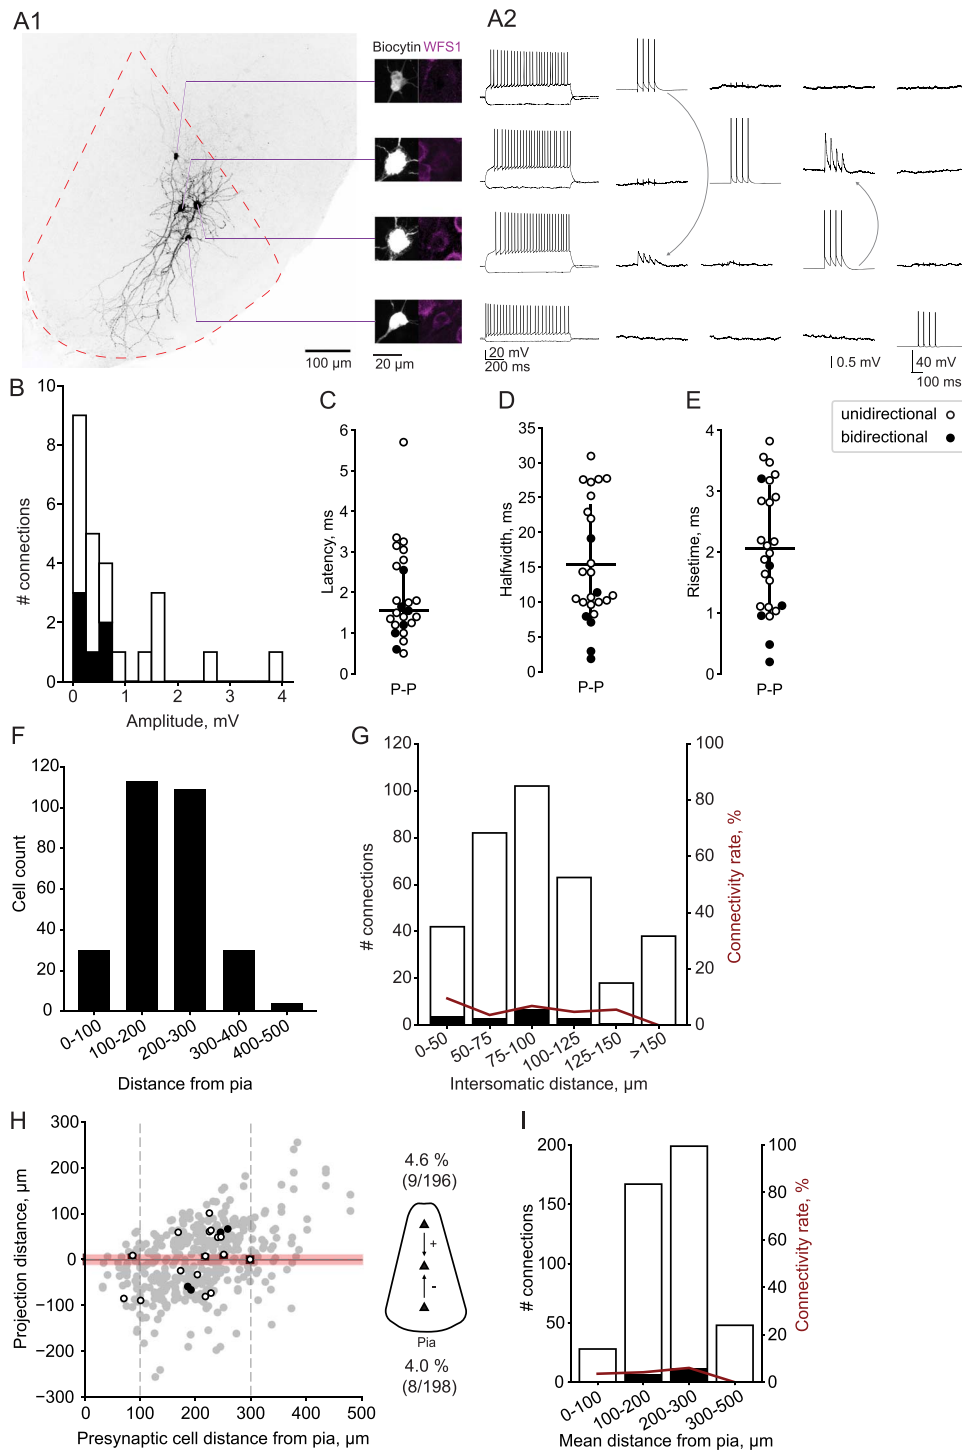 A1
A2
Biocytin WFS1
100 µm
20 µm
20 mV
200 ms
0.5 mV
40 mV
100 ms
B
10
8
6
4
2
0
# connections
0 1 2 3 4
Amplitude, mV
C
6
5
4
3
2
1
0
Latency, ms
P-P
D
35
30
25
20
15
10
5
0
Halfwidth, ms
P-P
E
4
3
2
1
0
Risetime, ms
P-P
unidirectional
bidirectional
F
120
100
80
60
40
20
0
Cell count
0-100 100-200 200-300 300-400 400-500
Distance from pia
G
120
100
80
60
40
20
0
# connections
100
80
60
40
20
0
Connectivity rate, %
0-50 50-75 75-100 100-125 125-150 >150
Intersomatic distance, µm
H
300
200
100
0
−100
−200
−300
Projection distance, µm
0 100 200 300 400 500
Presynaptic cell distance from pia, µm
4.6 %
(9/196)
+
-
Pia
4.0 %
(8/198)
I
200
150
100
50
0
# connections
100
80
60
40
20
0
Connectivity rate, %
0-100 100-200 200-300 300-500
Mean distance from pia, µm